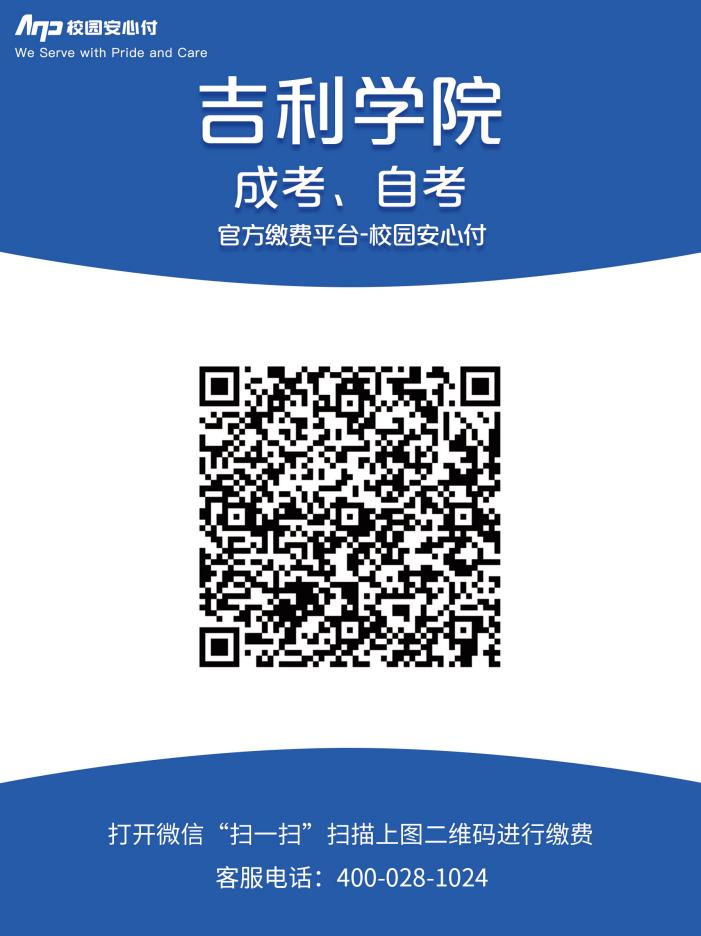 Anp 校园安心付
We Serve with Pride and Care
吉利学院
成考、自考
官方缴费平台-校园安心付
打开微信“扫一扫”扫描上图二维码进行缴费
客服电话：400-028-1024